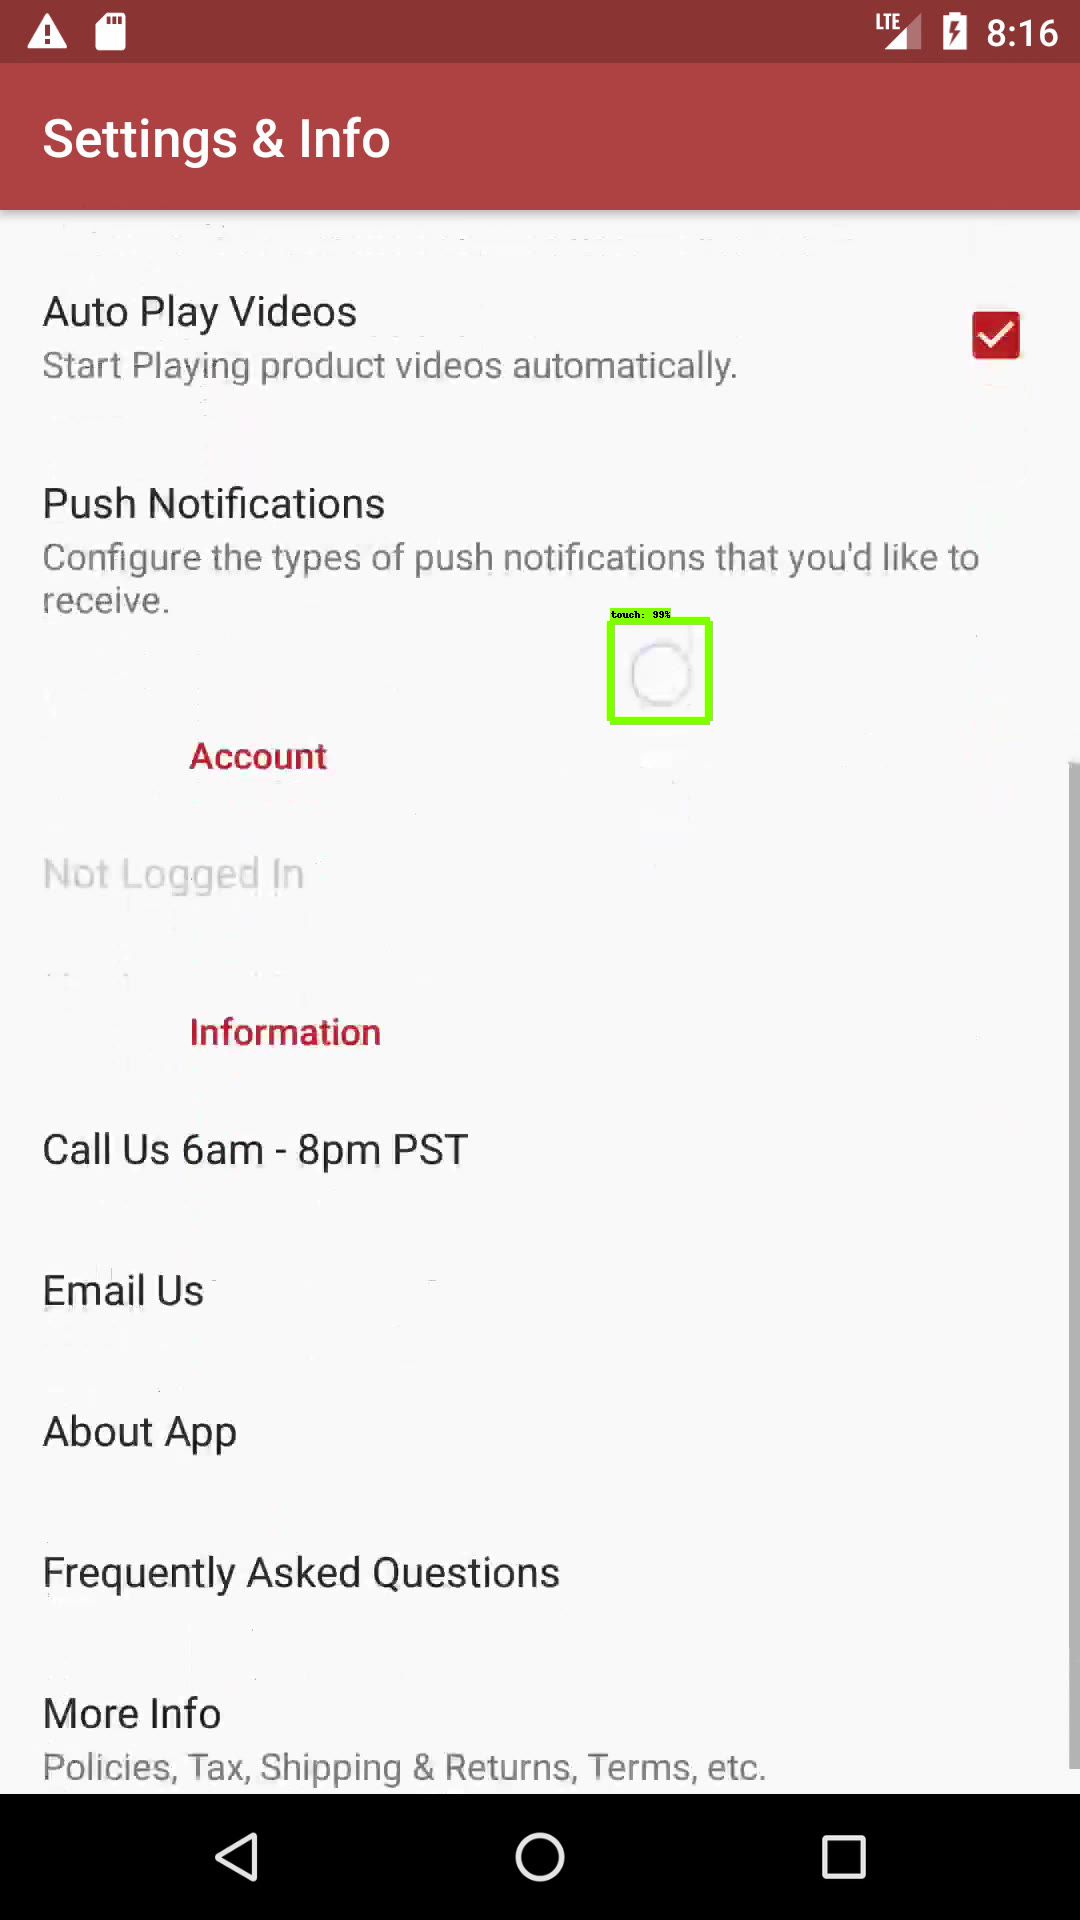 LTE 8:16
Settings & Info
Auto Play Videos
Start Playing product videos automatically.
Push Notifications
Configure the types of push notifications that you'd like to
receive.
touch: 99%
Account
Not Logged In
Information
Call Us 6am - 8pm PST
Email Us
About App
Frequently Asked Questions
More Info
Policies, Tax, Shipping & Returns, Terms, etc.